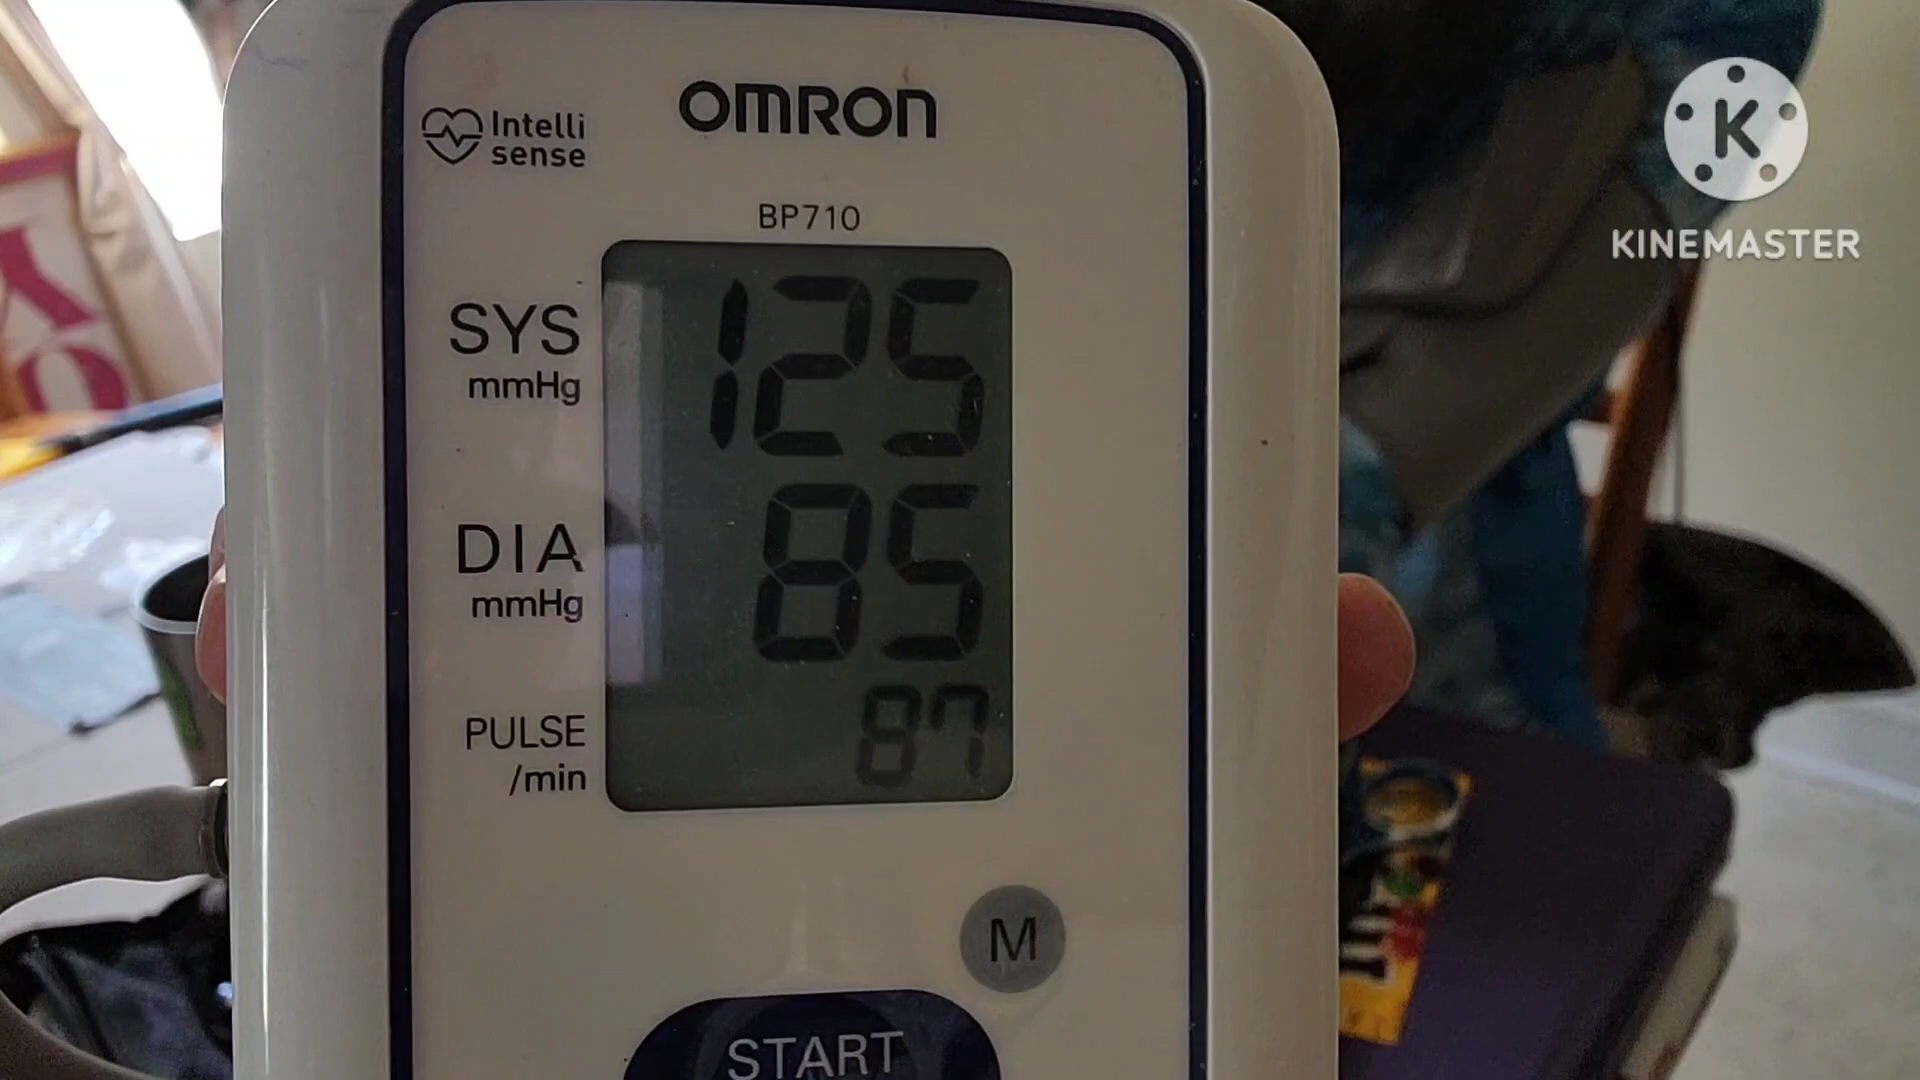 OMRON
Intelli
sense
BP710
SYS
mmHg
125
DIA
mmHg
85
PULSE
/min
87
M
START
K
KINEMASTER